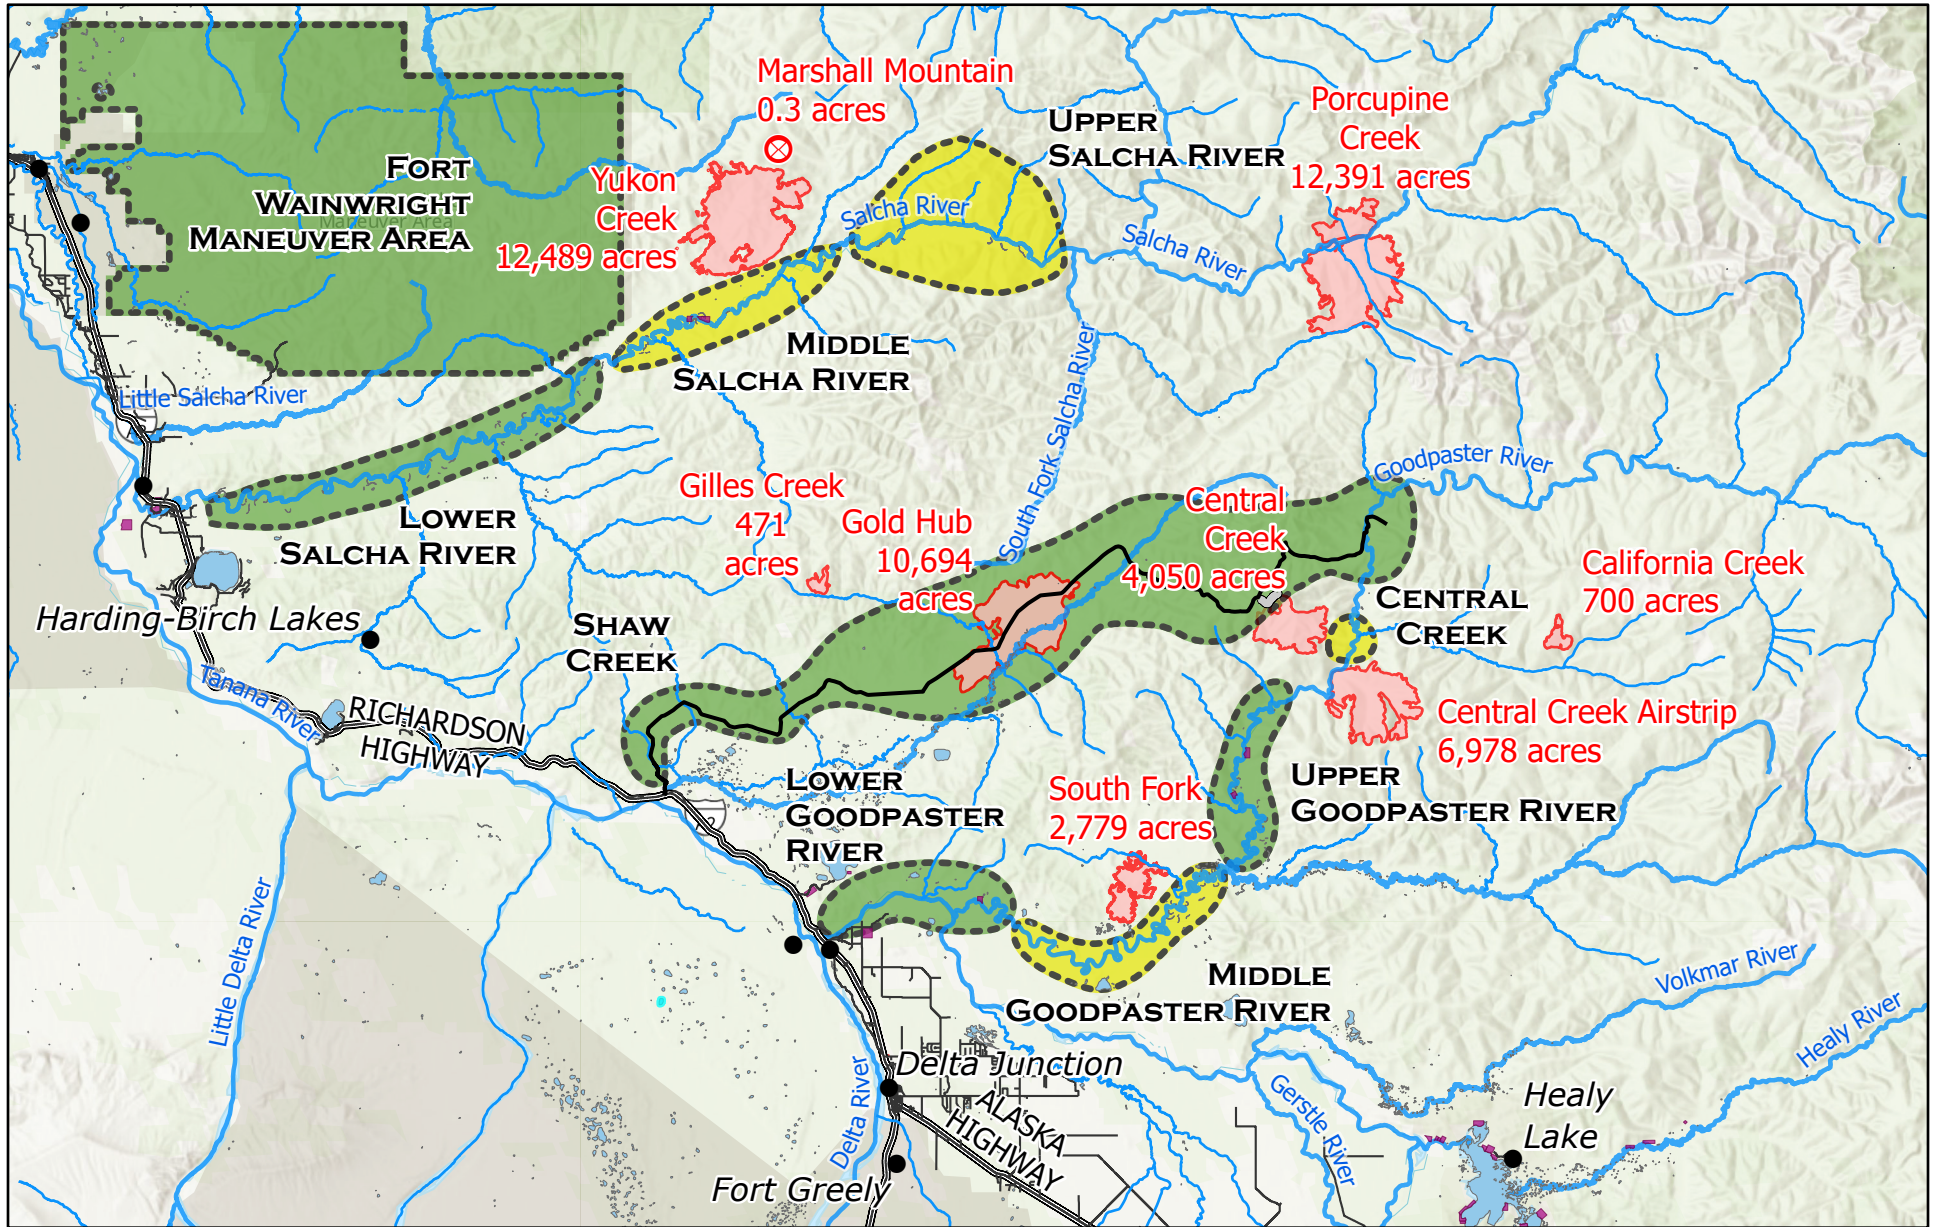 Marshall Mountain
0.3 acres
Porcupine
Creek
12,391 acres
UPPER
SALCHA RIVER
FORT
WAINWRIGHT
MANEUVER AREA
Maneuver Area
Yukon
Creek
12,489 acres
Salcha River
Salcha River
MIDDLE
SALCHA RIVER
Little Salcha River
South Fork Salcha River
Goodpaster River
Gilles Creek
471
acres
Gold Hub
10,694
acres
Central
Creek
4,050 acres
LOWER
SALCHA RIVER
California Creek
700 acres
Harding-Birch Lakes
SHAW
CREEK
CENTRAL
CREEK
Tanana River
RICHARDSON
HIGHWAY
Central Creek Airstrip
6,978 acres
LOWER
GOODPASTER
RIVER
South Fork
2,779 acres
UPPER
GOODPASTER RIVER
Little Delta River
MIDDLE
GOODPASTER RIVER
Volkmar River
Healy River
Delta Junction
Delta River
ALASKA
HIGHWAY
Gerstle River
Healy
Lake
Fort Greely